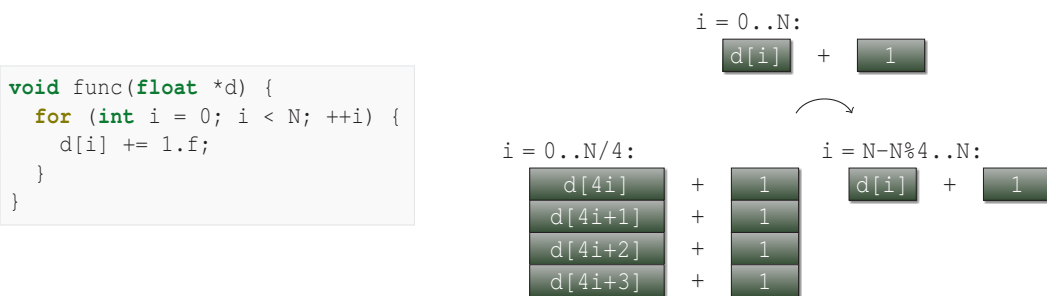 void func(float *d) {
  for (int i = 0; i < N; ++i) {
    d[i] += 1.f;
  }
}
i = 0..N:
d[i] + 1
i = 0..N/4:
d[4i] + 1
d[4i+1] + 1
d[4i+2] + 1
d[4i+3] + 1
i = N-N%4..N:
d[i] + 1